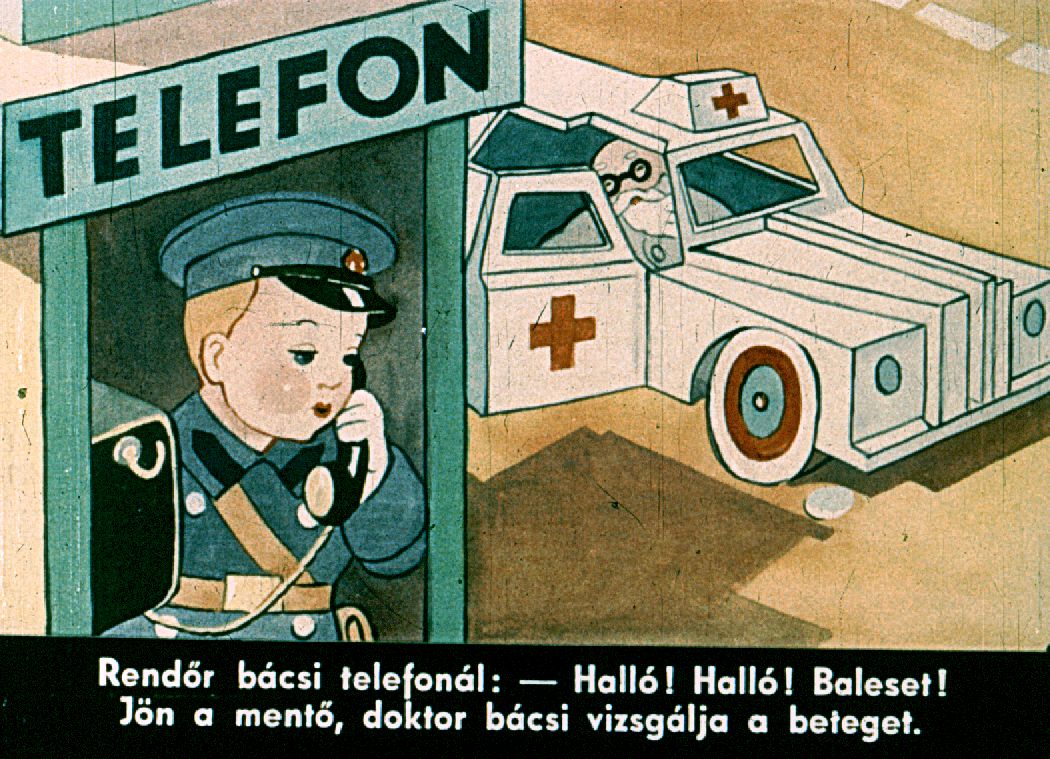 TELEFON
Rendőr bácsi telefonál: — Halló! Halló! Baleset!
Jön a mentő, doktor bácsi vizsgálja a beteget.